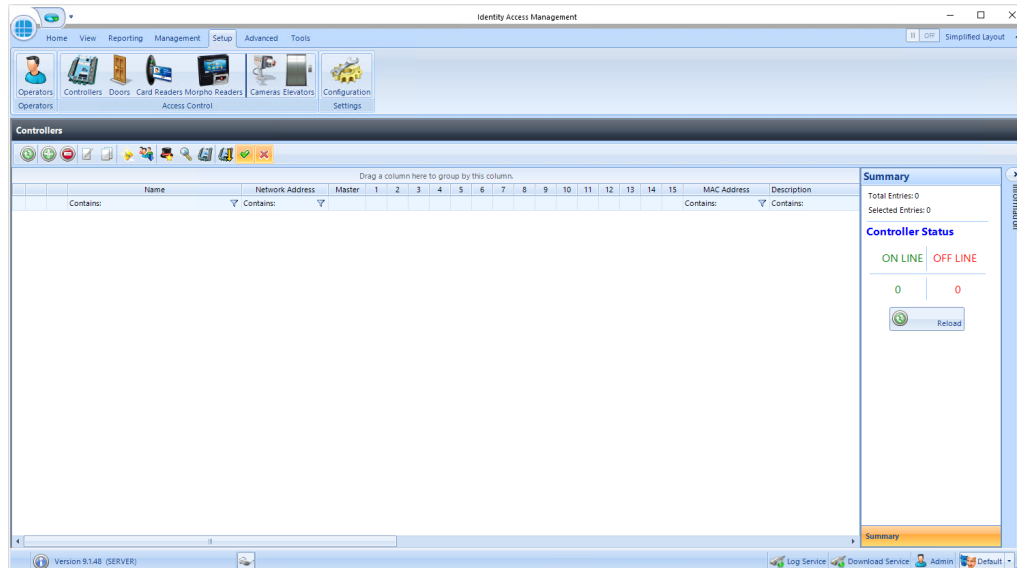 Identity Access Management
Home View Reporting Management Setup Advanced Tools
OFF Simplified Layout
Operators Controllers Doors Card Readers Morpho Readers Cameras Elevators Configuration
Operators Access Control Settings
Controllers
Drag a column here to group by this column.
Name Network Address Master 1 2 3 4 5 6 7 8 9 10 11 12 13 14 15 MAC Address Description
Contains: Contains: Contains: Contains:
Summary
Total Entries: 0
Selected Entries: 0
Controller Status
ON LINE OFF LINE
0 0
Reload
Information
Summary
Version 9.1.48 (SERVER) Log Service Download Service Admin Default